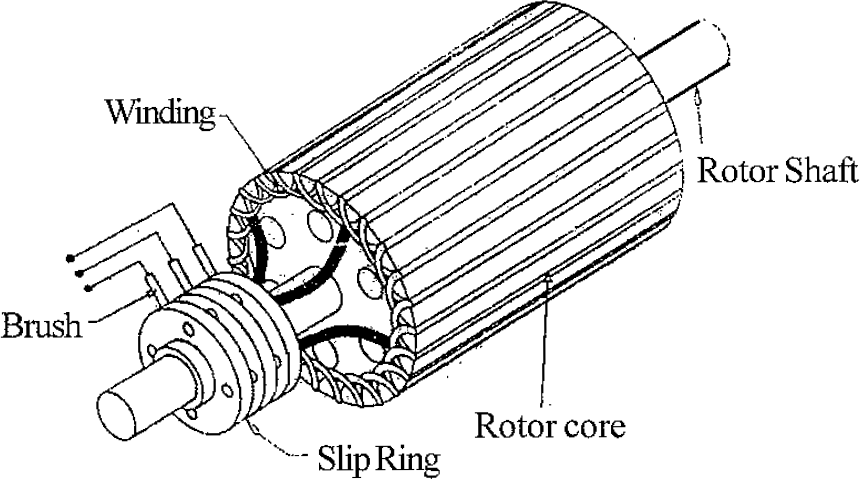 Winding
Rotor Shaft
Brush
Rotor core
Slip Ring